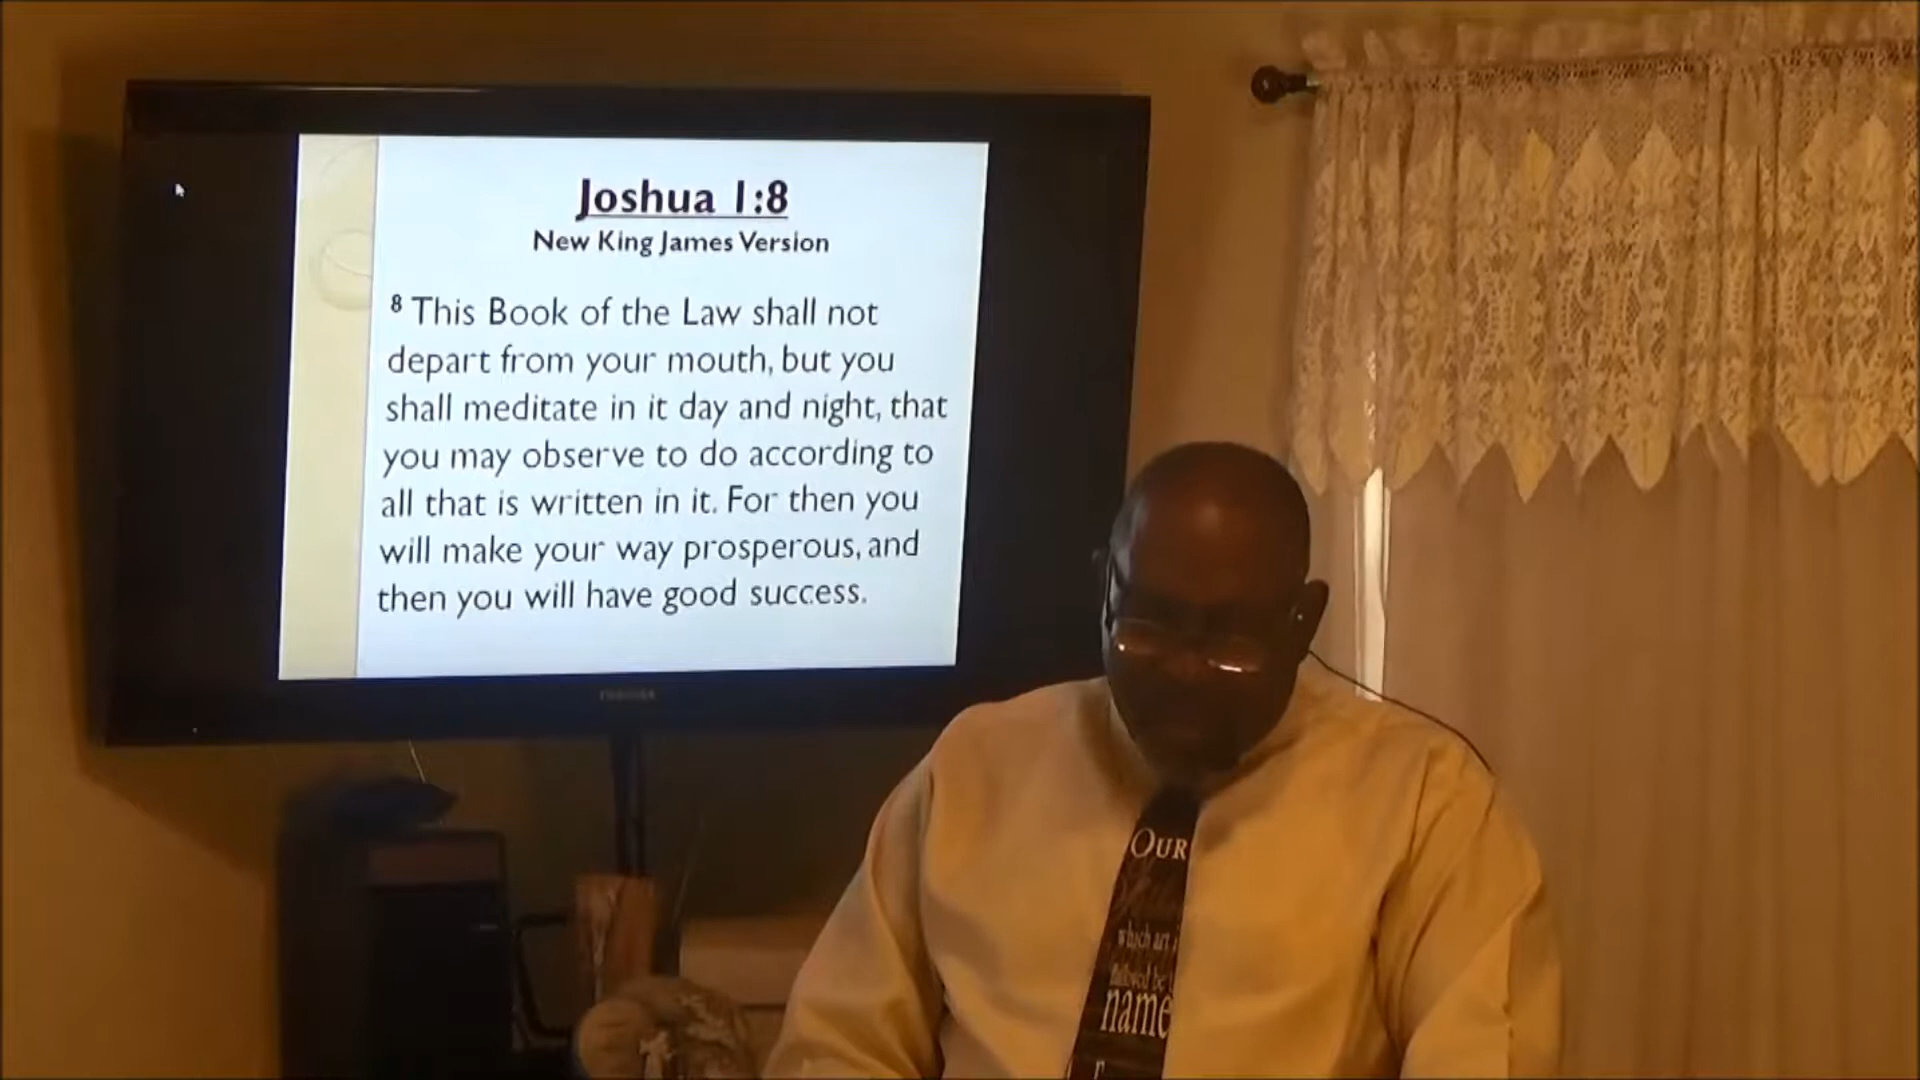 Joshua 1:8
New King James Version
8 This Book of the Law shall not
depart from your mouth, but you
shall meditate in it day and night, that
you may observe to do according to
all that is written in it. For then you
will make your way prosperous, and
then you will have good success.
TOSHIBA
OUR
which art
name